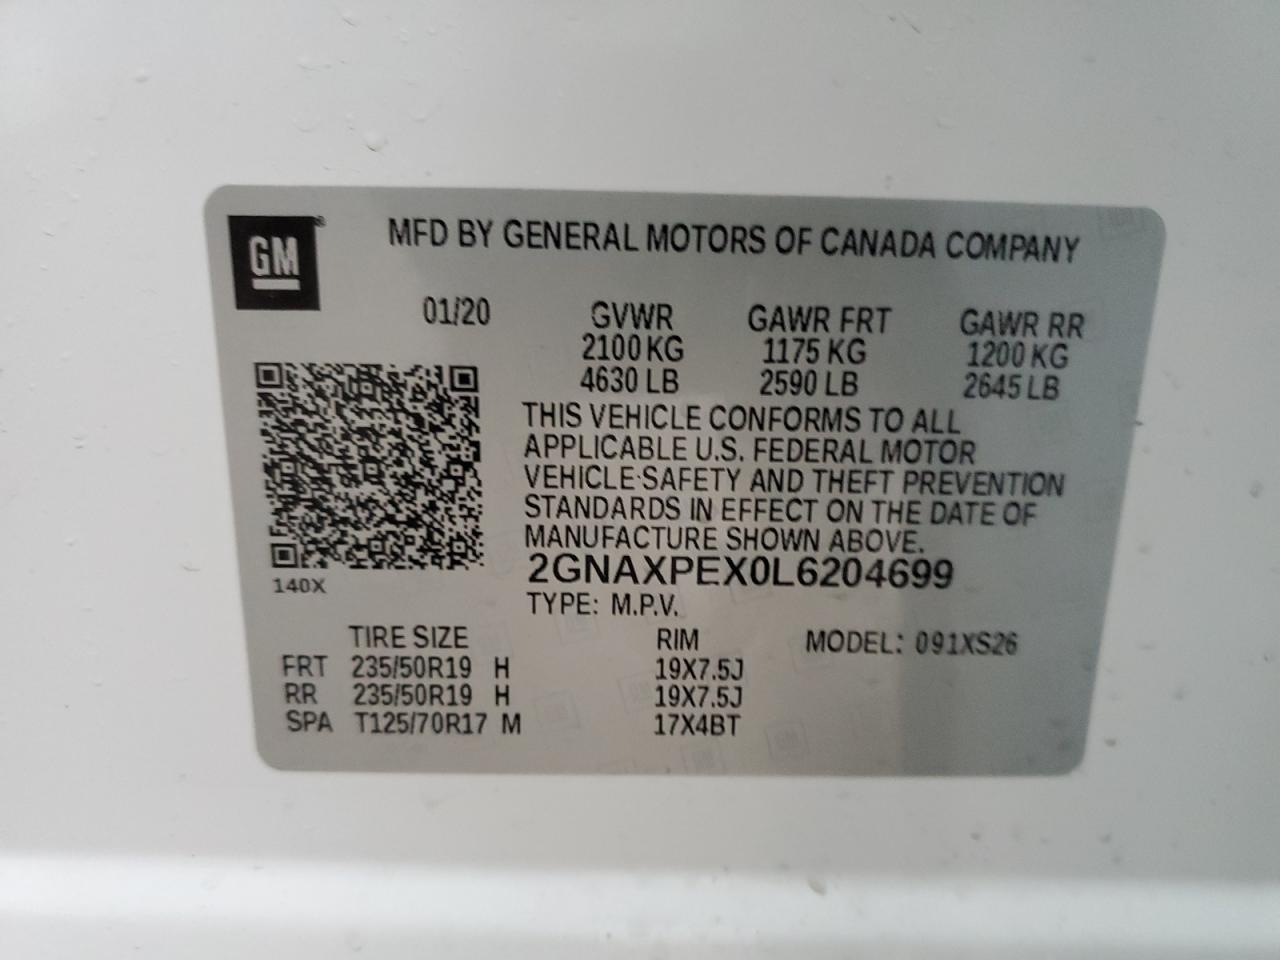 GM®
MFD BY GENERAL MOTORS OF CANADA COMPANY
01/20 GVWR GAWR FRT GAWR RR
2100 KG 1175 KG 1200 KG
4630 LB 2590 LB 2645 LB
THIS VEHICLE CONFORMS TO ALL
APPLICABLE U.S. FEDERAL MOTOR
VEHICLE SAFETY AND THEFT PREVENTION
STANDARDS IN EFFECT ON THE DATE OF
MANUFACTURE SHOWN ABOVE.
2GNAXPEX0L6204699
140X
TYPE: M.P.V.
TIRE SIZE RIM MODEL: 091XS26
FRT 235/50R19 H 19X7.5J
RR 235/50R19 H 19X7.5J
SPA T125/70R17 M 17X4BT